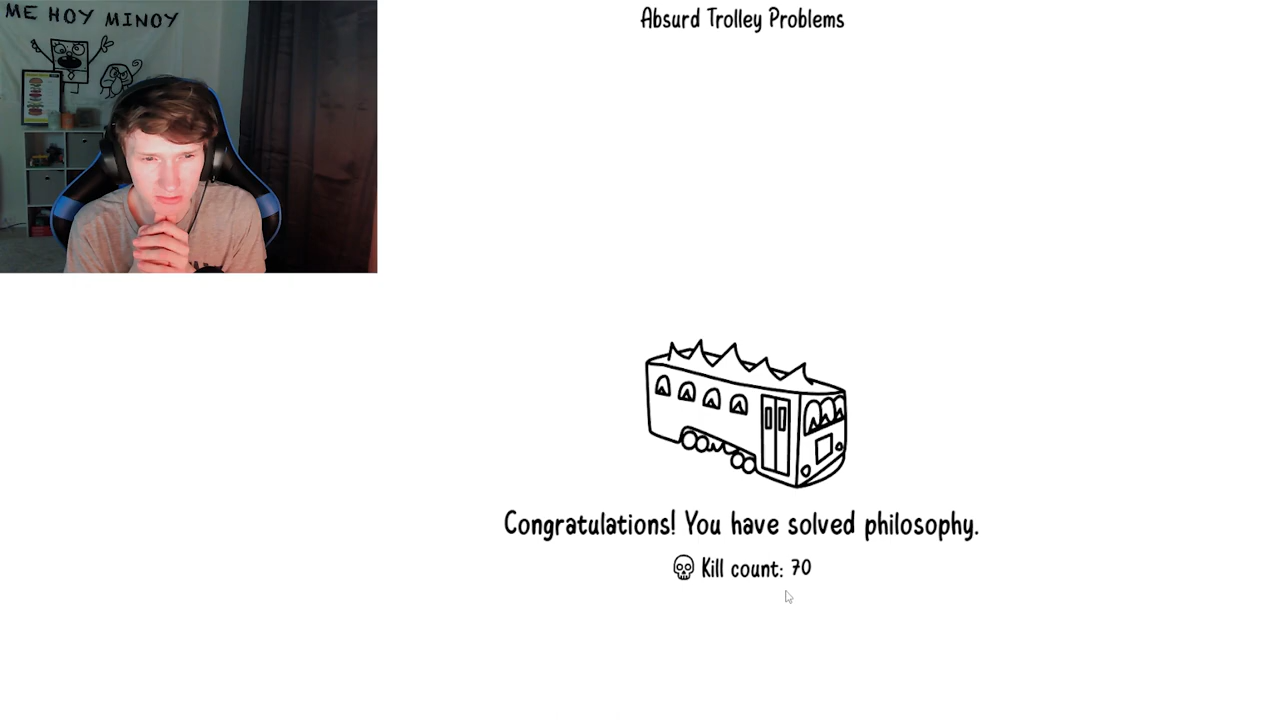 ME HOY MINOY
Absurd Trolley Problems
Congratulations! You have solved philosophy.
Kill count: 70